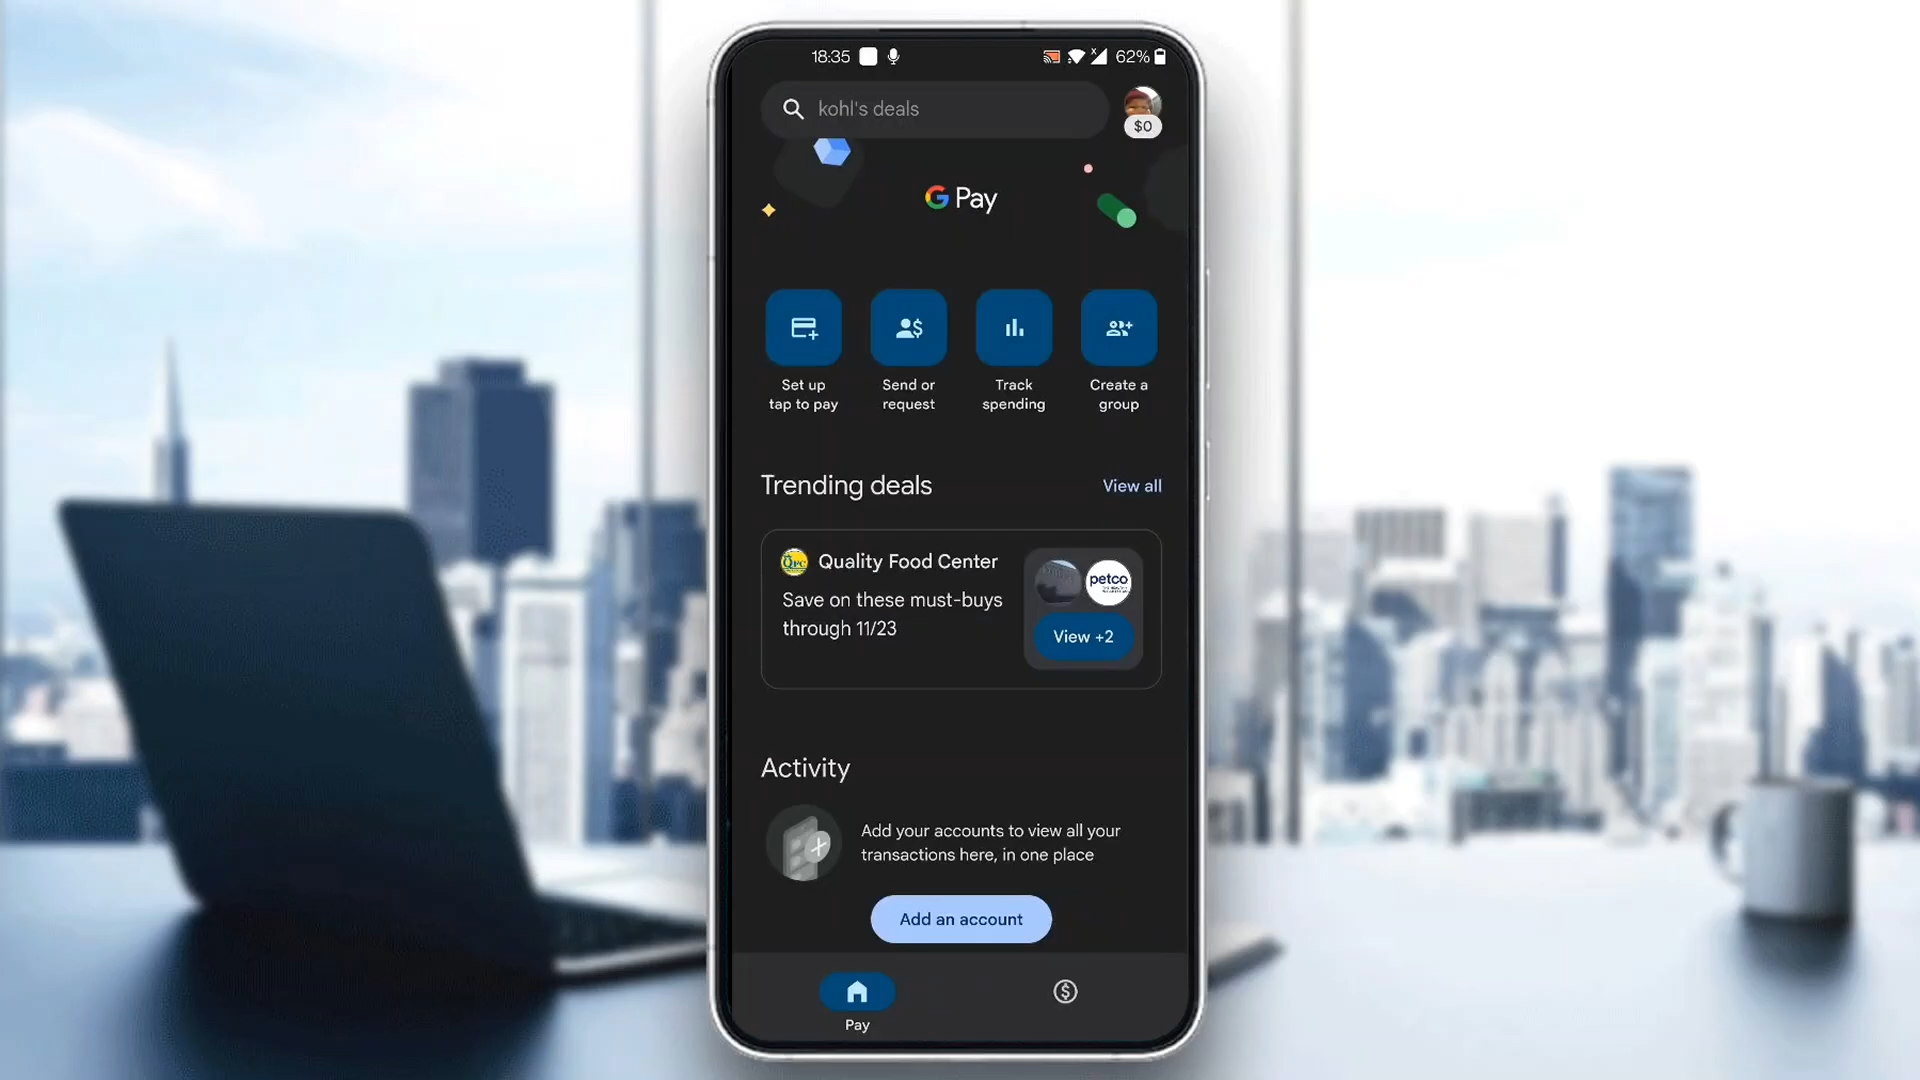 18:35
62%
kohl's deals
$0
G Pay
Set up
tap to pay
Send or
request
Track
spending
Create a
group
Trending deals
View all
QFC
Quality Food Center
Save on these must-buys
through 11/23
petco
View +2
Activity
Add your accounts to view all your
transactions here, in one place
Add an account
Pay